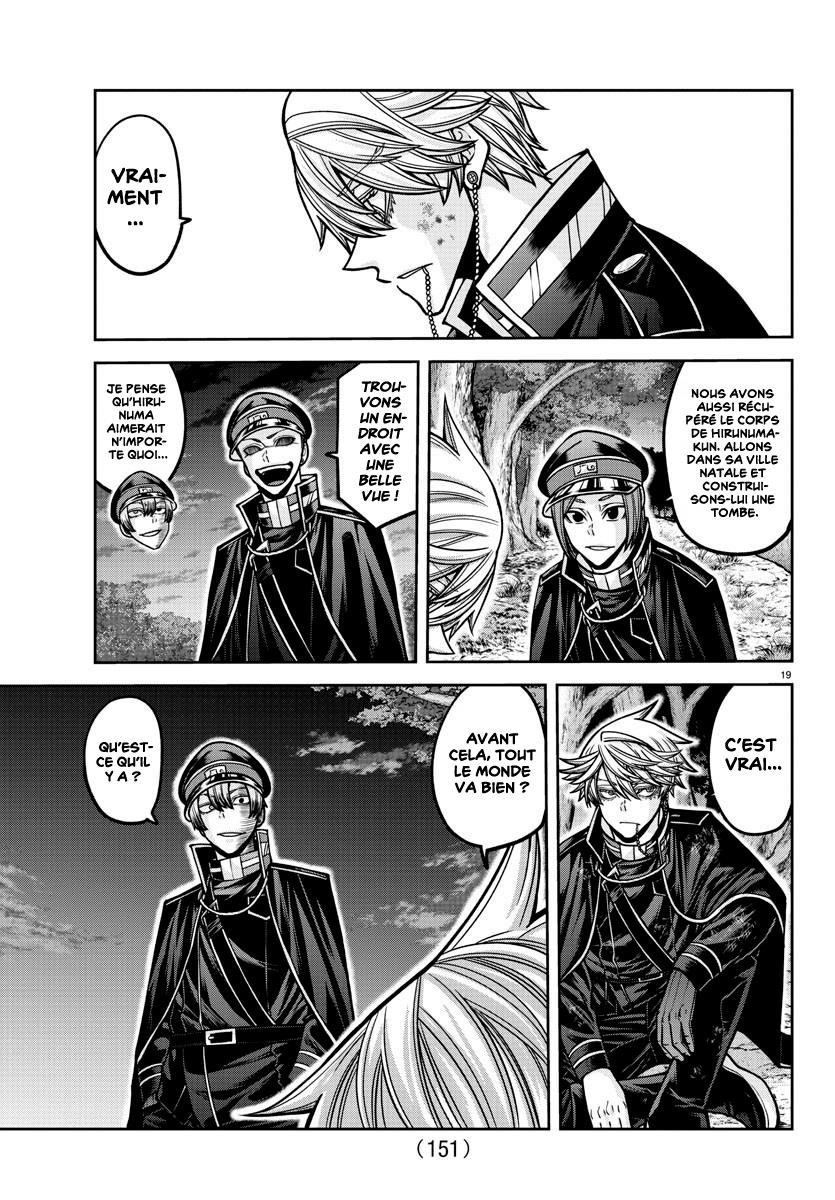 VRAI-
MENT
...
NOUS AVONS
AUSSI RÉCU-
PÉRÉ LE CORPS
DE HIRUNUMA-
KUN. ALLONS
DANS SA VILLE
NATALE ET
CONSTRUI-
SONS-LUI UNE
TOMBE.
TROU-
VONS
UN EN-
DROIT
AVEC
UNE
BELLE
VUE !
JE PENSE
QU'HIRU-
NUMA
AIMERAIT
N'IMPOR-
TE QUOI...
19
C'EST
VRAI...
AVANT
CELA, TOUT
LE MONDE
VA BIEN ?
QU'EST-
CE QU'IL
Y A ?
(151)